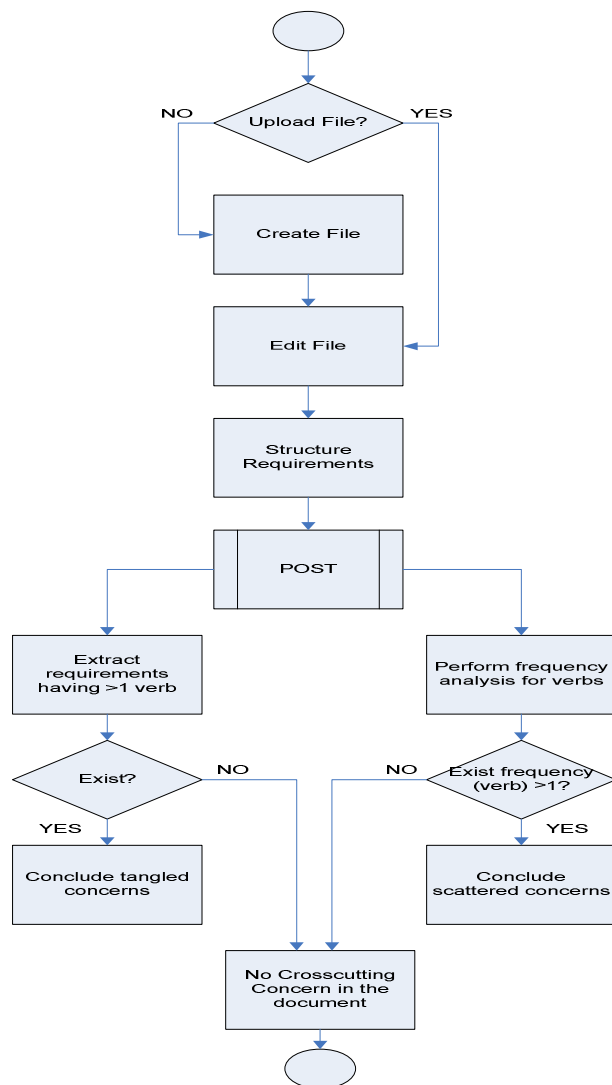 NO
YES
Upload File?
Create File
Edit File
Structure
Requirements
POST
Extract
requirements
having >1 verb
Perform frequency
analysis for verbs
Exist?
NO
NO
Exist frequency
(verb) >1?
YES
YES
Conclude tangled
concerns
Conclude
scattered concerns
No Crosscutting
Concern in the
document